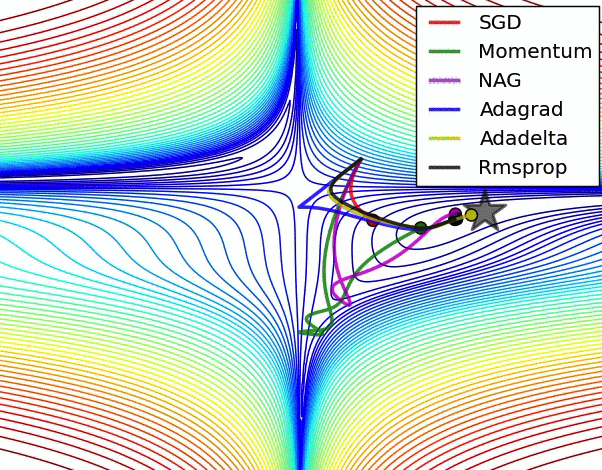 SGD
Momentum
NAG
Adagrad
Adadelta
Rmsprop